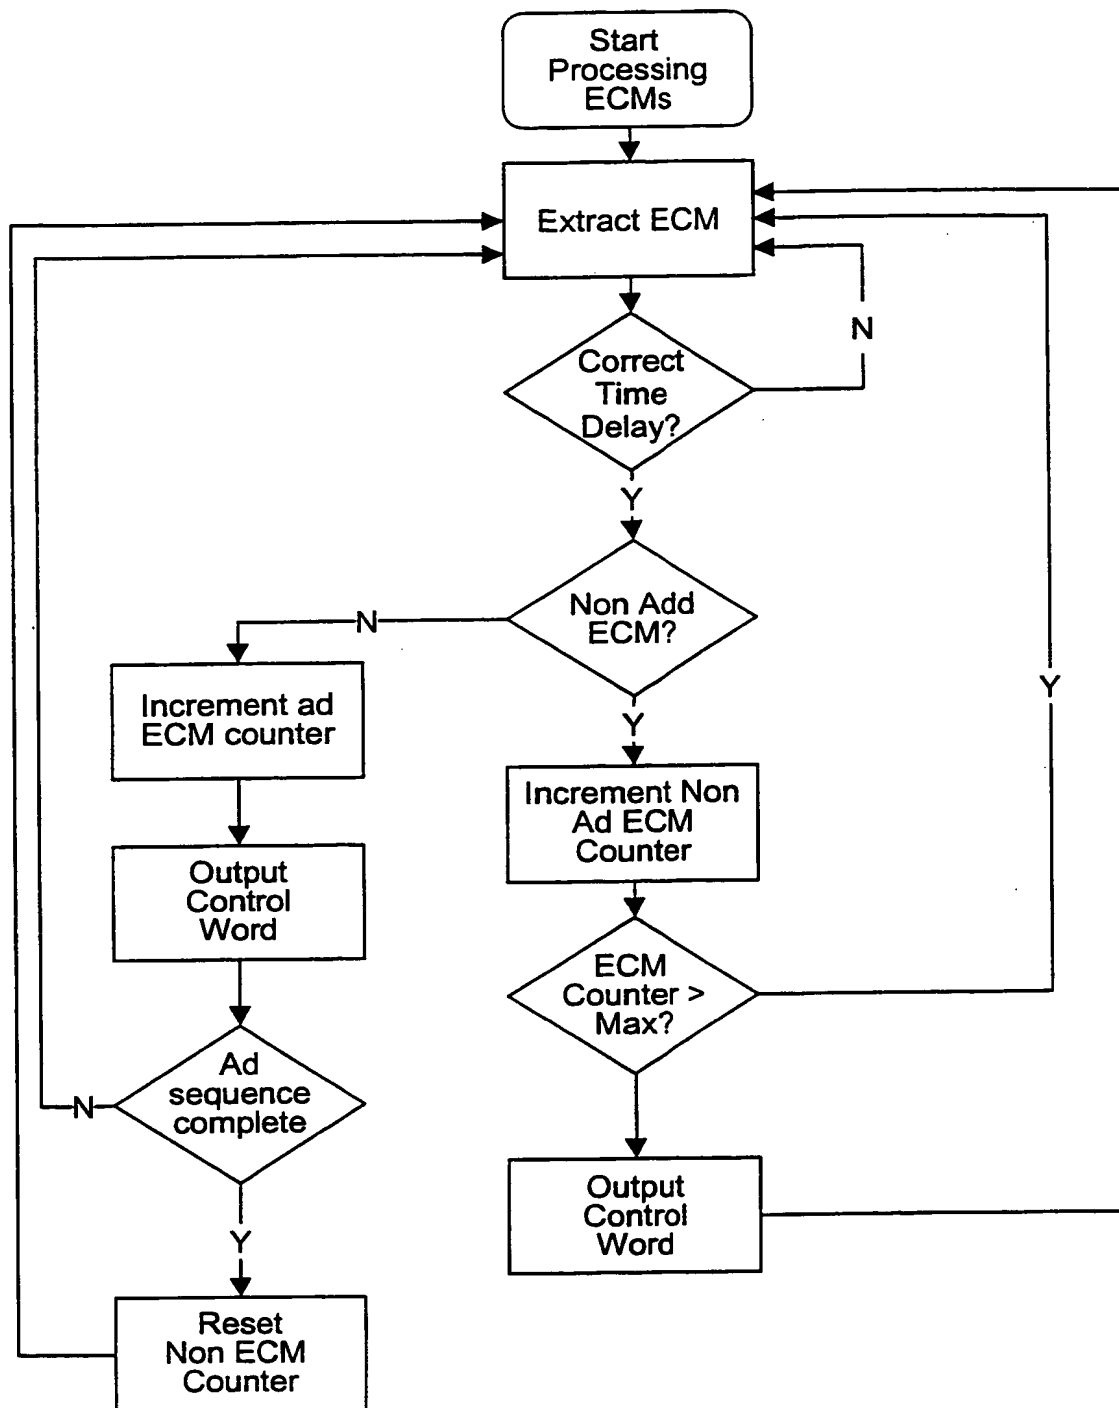 Start
Processing
ECMs
Extract ECM
N
Correct
Time
Delay?
Y
Non Add
ECM?
N
Y
Increment ad
ECM counter
Increment Non
Ad ECM
Counter
Y
Output
Control
Word
ECM
Counter >
Max?
Ad
sequence
complete
N
Output
Control
Word
Y
Reset
Non ECM
Counter